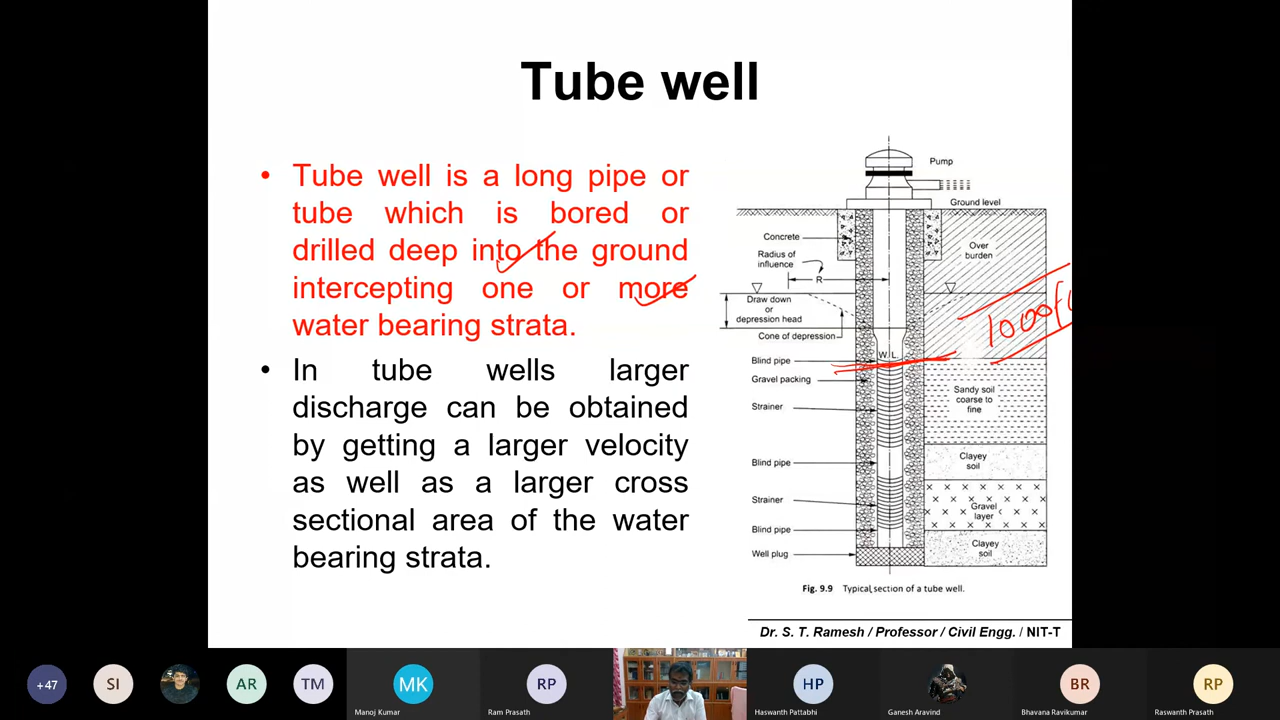 Tube well
• Tube well is a long pipe or
tube which is bored or
drilled deep into the ground
intercepting one or more
water bearing strata.
• In tube wells larger
discharge can be obtained
by getting a larger velocity
as well as a larger cross
sectional area of the water
bearing strata.
Pump
Ground level
Concrete
Over
burden
Radius of
influence
R
Draw down
or
depression head
Cone of depression
W.L.
Blind pipe
Gravel packing
Strainer
Blind pipe
Strainer
Blind pipe
Well plug
Sandy soil
coarse to
fine
Clayey
soil
Gravel
layer
Clayey
soil
Fig. 9.9 Typical section of a tube well.
Dr. S. T. Ramesh / Professor / Civil Engg. / NIT-T
+47
SI
AR
TM
MK
Manoj Kumar
RP
Ram Prasath
HP
Haswanth Pattabhi
Ganesh Aravind
BR
Bhavana Ravikumar
RP
Raswanth Prasath